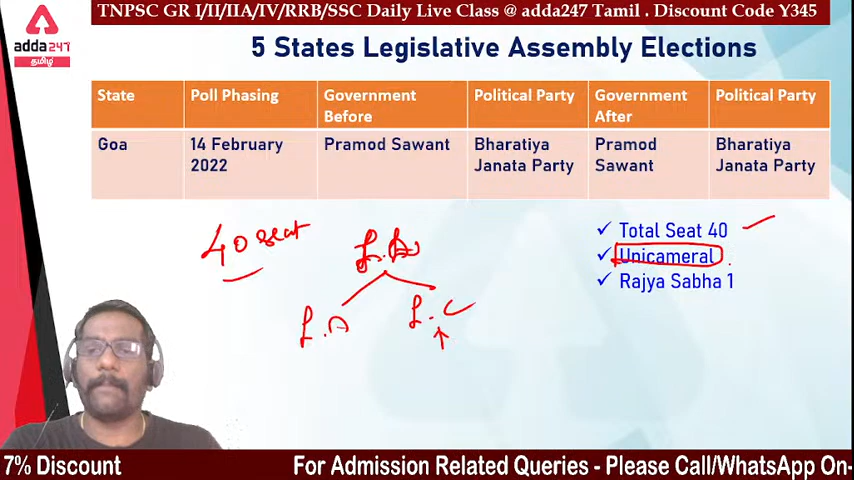 TNPSC GR I/II/IIA/IV/RRB/SSC Daily Live Class @ adda247 Tamil . Discount Code Y345
adda247
தமிழ்
5 States Legislative Assembly Elections
State Poll Phasing Government Before Political Party Government After Political Party
Goa 14 February 2022 Pramod Sawant Bharatiya Janata Party Pramod Sawant Bharatiya Janata Party
✓ Total Seat 40
✓ Unicameral
✓ Rajya Sabha 1
40 seat
L.A
L.C
7% Discount
For Admission Related Queries - Please Call/WhatsApp On-